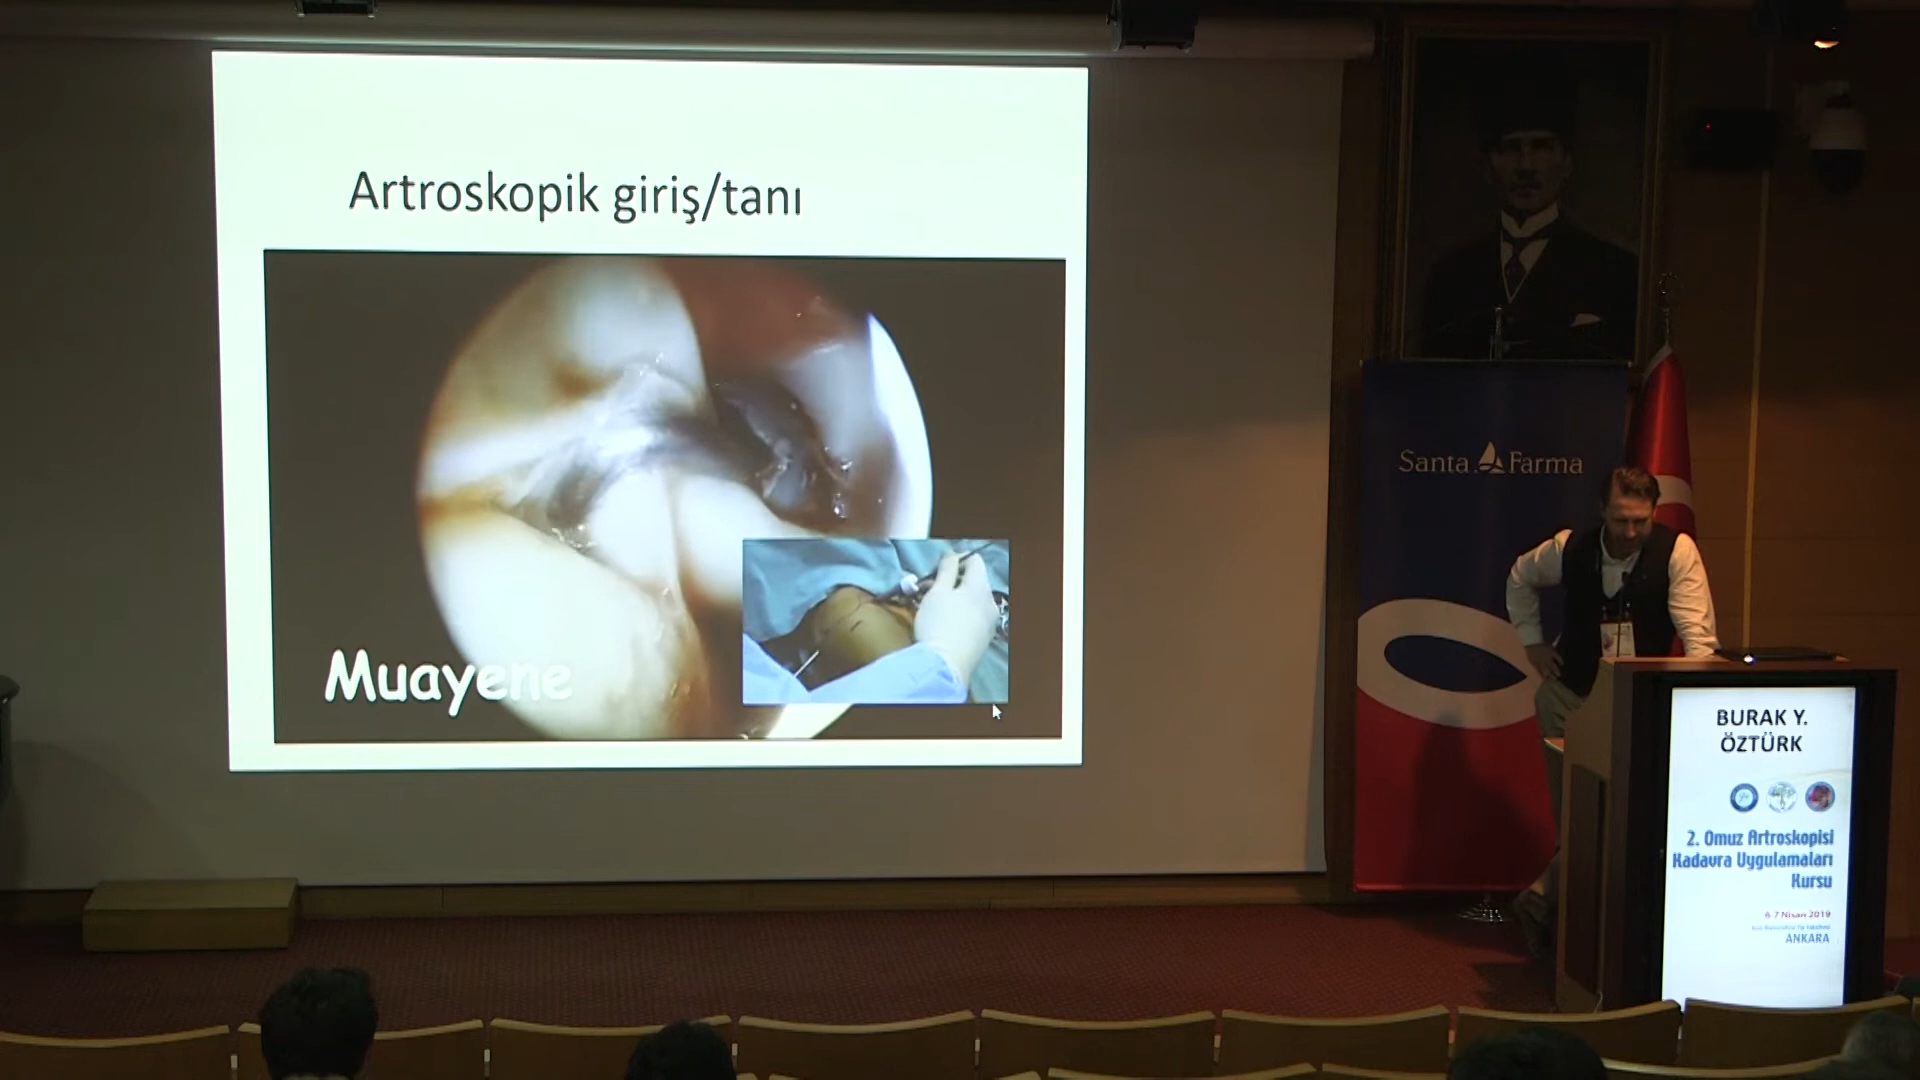 Artroskopik giriş/tanı
Muayene
Santa Farma
BURAK Y.
ÖZTÜRK
2. Omuz Artroskopisi
Kadavra Uygulamaları
Kursu
6-7 Nisan 2019
ANKARA